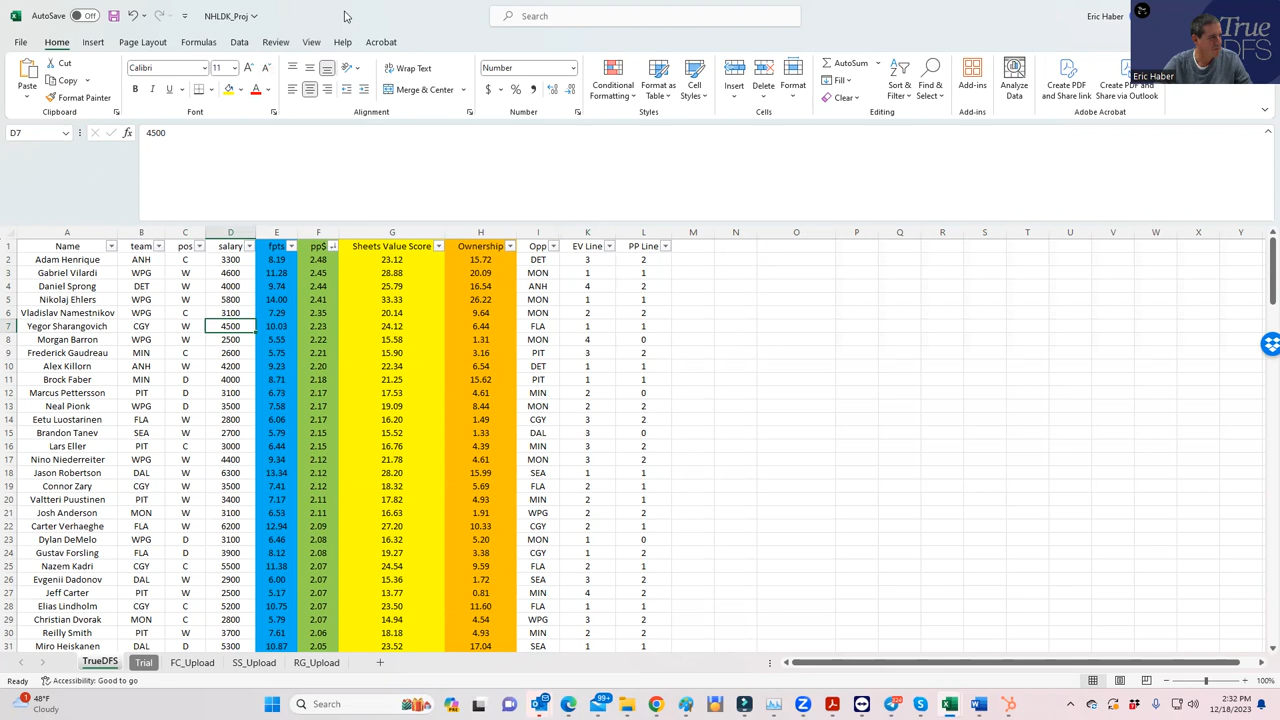 AutoSave Off NHLDK_Proj Search Eric Haber
File Home Insert Page Layout Formulas Data Review View Help Acrobat
True
DFS
Eric Haber
Paste Cut Copy Format Painter Clipboard
Calibri 11 B I U A Font
Wrap Text Merge & Center Alignment
Number $ % Number
Conditional Formatting Format as Table Cell Styles Styles
Insert Delete Format Cells
AutoSum Fill Clear Sort & Filter Find & Select Editing
Add-ins Add-ins
Analyze Data
Create PDF and Share link Create PDF and Share via Outlook Adobe Acrobat
D7 fx 4500
A B C D E F G H I K L M N O P Q R S T U V W X Y
1 Name team pos salary fpts pp$ Sheets Value Score Ownership Opp EV Line PP Line
2 Adam Henrique ANH C 3300 8.19 2.48 23.12 15.72 DET 3 2
3 Gabriel Vilardi WPG W 4600 11.28 2.45 28.88 20.09 MON 1 1
4 Daniel Sprong DET W 4000 9.74 2.44 25.79 16.54 ANH 4 2
5 Nikolaj Ehlers WPG W 5800 14.00 2.41 33.33 26.22 MON 1 1
6 Vladislav Namestnikov WPG C 3100 7.29 2.35 20.14 9.64 MON 2 2
7 Yegor Sharangovich CGY W 4500 10.03 2.23 24.12 6.44 FLA 1 1
8 Morgan Barron WPG W 2500 5.55 2.22 15.58 1.31 MON 4 0
9 Frederick Gaudreau MIN C 2600 5.75 2.21 15.90 3.16 PIT 3 2
10 Alex Killorn ANH W 4200 9.23 2.20 22.34 6.54 DET 1 1
11 Brock Faber MIN D 4000 8.71 2.18 21.25 15.62 PIT 1 1
12 Marcus Pettersson PIT D 3100 6.73 2.17 17.53 4.61 MIN 2 0
13 Neal Pionk WPG D 3500 7.58 2.17 19.09 8.44 MON 2 2
14 Eetu Luostarinen FLA W 2800 6.06 2.17 16.20 1.49 CGY 3 2
15 Brandon Tanev SEA W 2700 5.79 2.15 15.52 1.33 DAL 3 0
16 Lars Eller PIT C 3000 6.44 2.15 16.76 4.39 MIN 3 2
17 Nino Niederreiter WPG W 4400 9.34 2.12 21.78 4.61 MON 3 2
18 Jason Robertson DAL W 6300 13.34 2.12 28.20 15.99 SEA 1 1
19 Connor Zary CGY W 3500 7.41 2.12 18.32 5.69 FLA 2 1
20 Valtteri Puustinen PIT W 3400 7.17 2.11 17.82 4.93 MIN 2 1
21 Josh Anderson MON W 3100 6.53 2.11 16.63 1.91 WPG 2 2
22 Carter Verhaeghe FLA W 6200 12.94 2.09 27.20 10.33 CGY 2 1
23 Dylan DeMelo WPG D 3100 6.46 2.08 16.32 5.20 MON 1 0
24 Gustav Forsling FLA D 3900 8.12 2.08 19.27 3.38 CGY 1 2
25 Nazem Kadri CGY C 5500 11.38 2.07 24.54 9.59 FLA 2 1
26 Evgenii Dadonov DAL W 2900 6.00 2.07 15.36 1.72 SEA 3 2
27 Jeff Carter PIT W 2500 5.17 2.07 13.77 0.81 MIN 4 2
28 Elias Lindholm CGY C 5200 10.75 2.07 23.50 11.60 FLA 1 1
29 Christian Dvorak MON C 2800 5.79 2.07 14.94 4.54 WPG 3 2
30 Reilly Smith PIT W 3700 7.61 2.06 18.18 4.93 MIN 2 2
31 Miro Heiskanen DAL D 5300 10.87 2.05 23.52 17.04 SEA 1 1
TrueDFS Trial FC_Upload SS_Upload RG_Upload
Ready Accessibility: Good to go 100%
1 48°F Cloudy Search 99+ 2:32 PM 12/18/2023